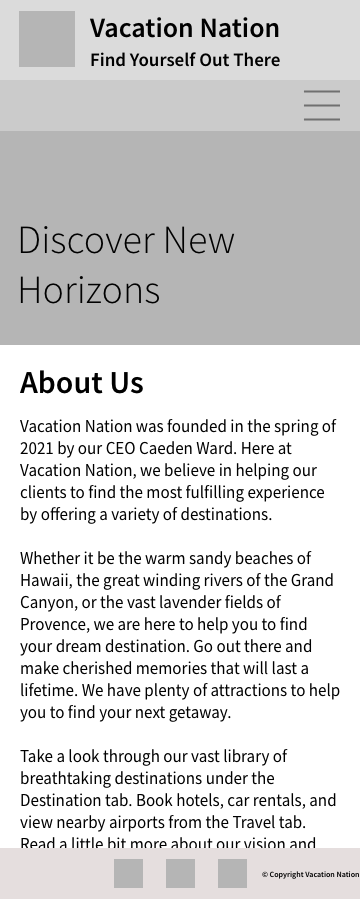 Vacation Nation
Find Yourself Out There
Discover New
Horizons
About Us
Vacation Nation was founded in the spring of
2021 by our CEO Caeden Ward. Here at
Vacation Nation, we believe in helping our
clients to find the most fulfilling experience
by offering a variety of destinations.
Whether it be the warm sandy beaches of
Hawaii, the great winding rivers of the Grand
Canyon, or the vast lavender fields of
Provence, we are here to help you to find
your dream destination. Go out there and
make cherished memories that will last a
lifetime. We have plenty of attractions to help
you to find your next getaway.
Take a look through our vast library of
breathtaking destinations under the
Destination tab. Book hotels, car rentals, and
view nearby airports from the Travel tab.
Read a little bit more about our vision and
© Copyright Vacation Nation